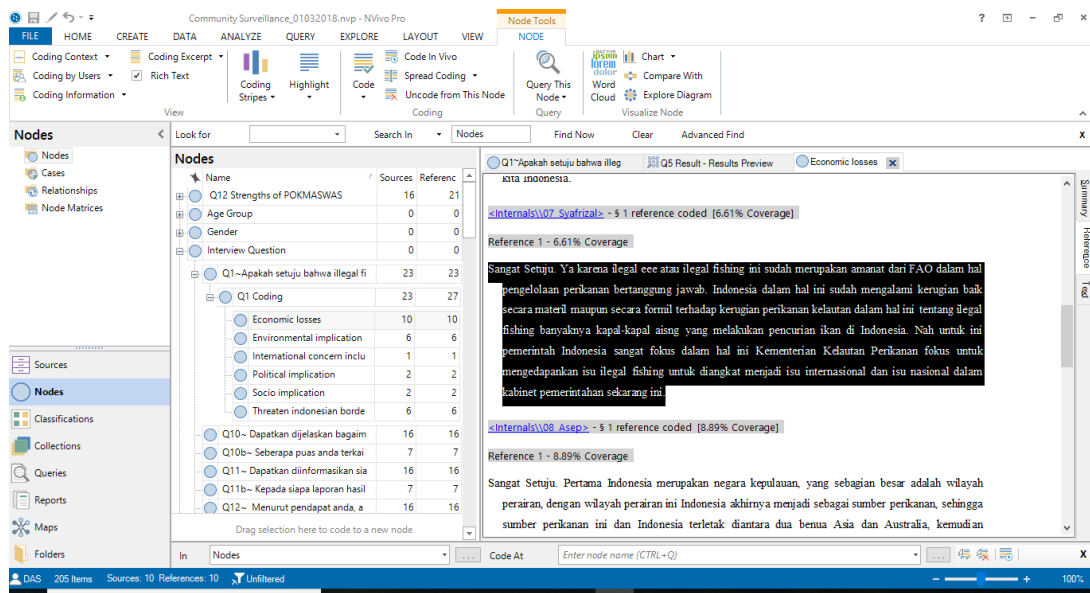 Community Surveillance_01032018.nvp - NVivo Pro
Node Tools
FILE HOME CREATE DATA ANALYZE QUERY EXPLORE LAYOUT VIEW NODE
Coding Context
Coding by Users
Coding Information
Coding Excerpt
Rich Text
View
Coding Stripes
Highlight
Code
Code In Vivo
Spread Coding
Uncode from This Node
Coding
Query This Node
Query
Word Cloud
Chart
Compare With
Explore Diagram
Visualize Node
Nodes
Nodes
Cases
Relationships
Node Matrices
Sources
Nodes
Classifications
Collections
Queries
Reports
Maps
Folders
Look for Search In Nodes Find Now Clear Advanced Find x
Nodes
Name Sources Referenc
Q12 Strengths of POKMASWAS 16 21
Age Group 0 0
Gender 0 0
Interview Question 0 0
Q1~Apakah setuju bahwa illegal fi 23 23
Q1 Coding 23 27
Economic losses 10 10
Environmental implication 6 6
International concern inclu 1 1
Political implication 2 2
Socio implication 2 2
Threaten indonesian borde 6 6
Q10~ Dapatkan dijelaskan bagaim 16 16
Q10b~ Seberapa puas anda terkai 7 7
Q11~ Dapatkan diinformasikan sia 16 16
Q11b~ Kepada siapa laporan hasil 7 7
Q12~ Menurut pendapat anda, a 16 16
Drag selection here to code to a new node
Q1~Apakah setuju bahwa illeg
Q5 Result - Results Preview
Economic losses
kita Indonesia.
<Internals\\07_Syafrizal> - § 1 reference coded [6.61% Coverage]
Reference 1 - 6.61% Coverage
Sangat Setuju. Ya karena ilegal eee atau ilegal fishing ini sudah merupakan amanat dari FAO dalam hal
pengelolaan perikanan bertanggung jawab. Indonesia dalam hal ini sudah mengalami kerugian baik
secara materil maupun secara formil terhadap kerugian perikanan kelautan dalam hal ini tentang ilegal
fishing banyaknya kapal-kapal aisng yang melakukan pencurian ikan di Indonesia. Nah untuk ini
pemerintah Indonesia sangat fokus dalam hal ini Kementerian Kelautan Perikanan fokus untuk
mengedapankan isu ilegal fishing untuk diangkat menjadi isu internasional dan isu nasional dalam
kabinet pemerintahan sekarang ini.
<Internals\\08_Asep> - § 1 reference coded [8.89% Coverage]
Reference 1 - 8.89% Coverage
Sangat Setuju. Pertama Indonesia merupakan negara kepulauan, yang sebagian besar adalah wilayah
perairan, dengan wilayah perairan ini Indonesia akhirnya menjadi sebagai sumber perikanan, sehingga
sumber perikanan ini dan Indonesia terletak diantara dua benua Asia dan Australia, kemudian
Summary
Reference
Text
In Nodes
Code At Enter node name (CTRL+Q)
DAS 205 Items Sources: 10 References: 10 Unfiltered 100%